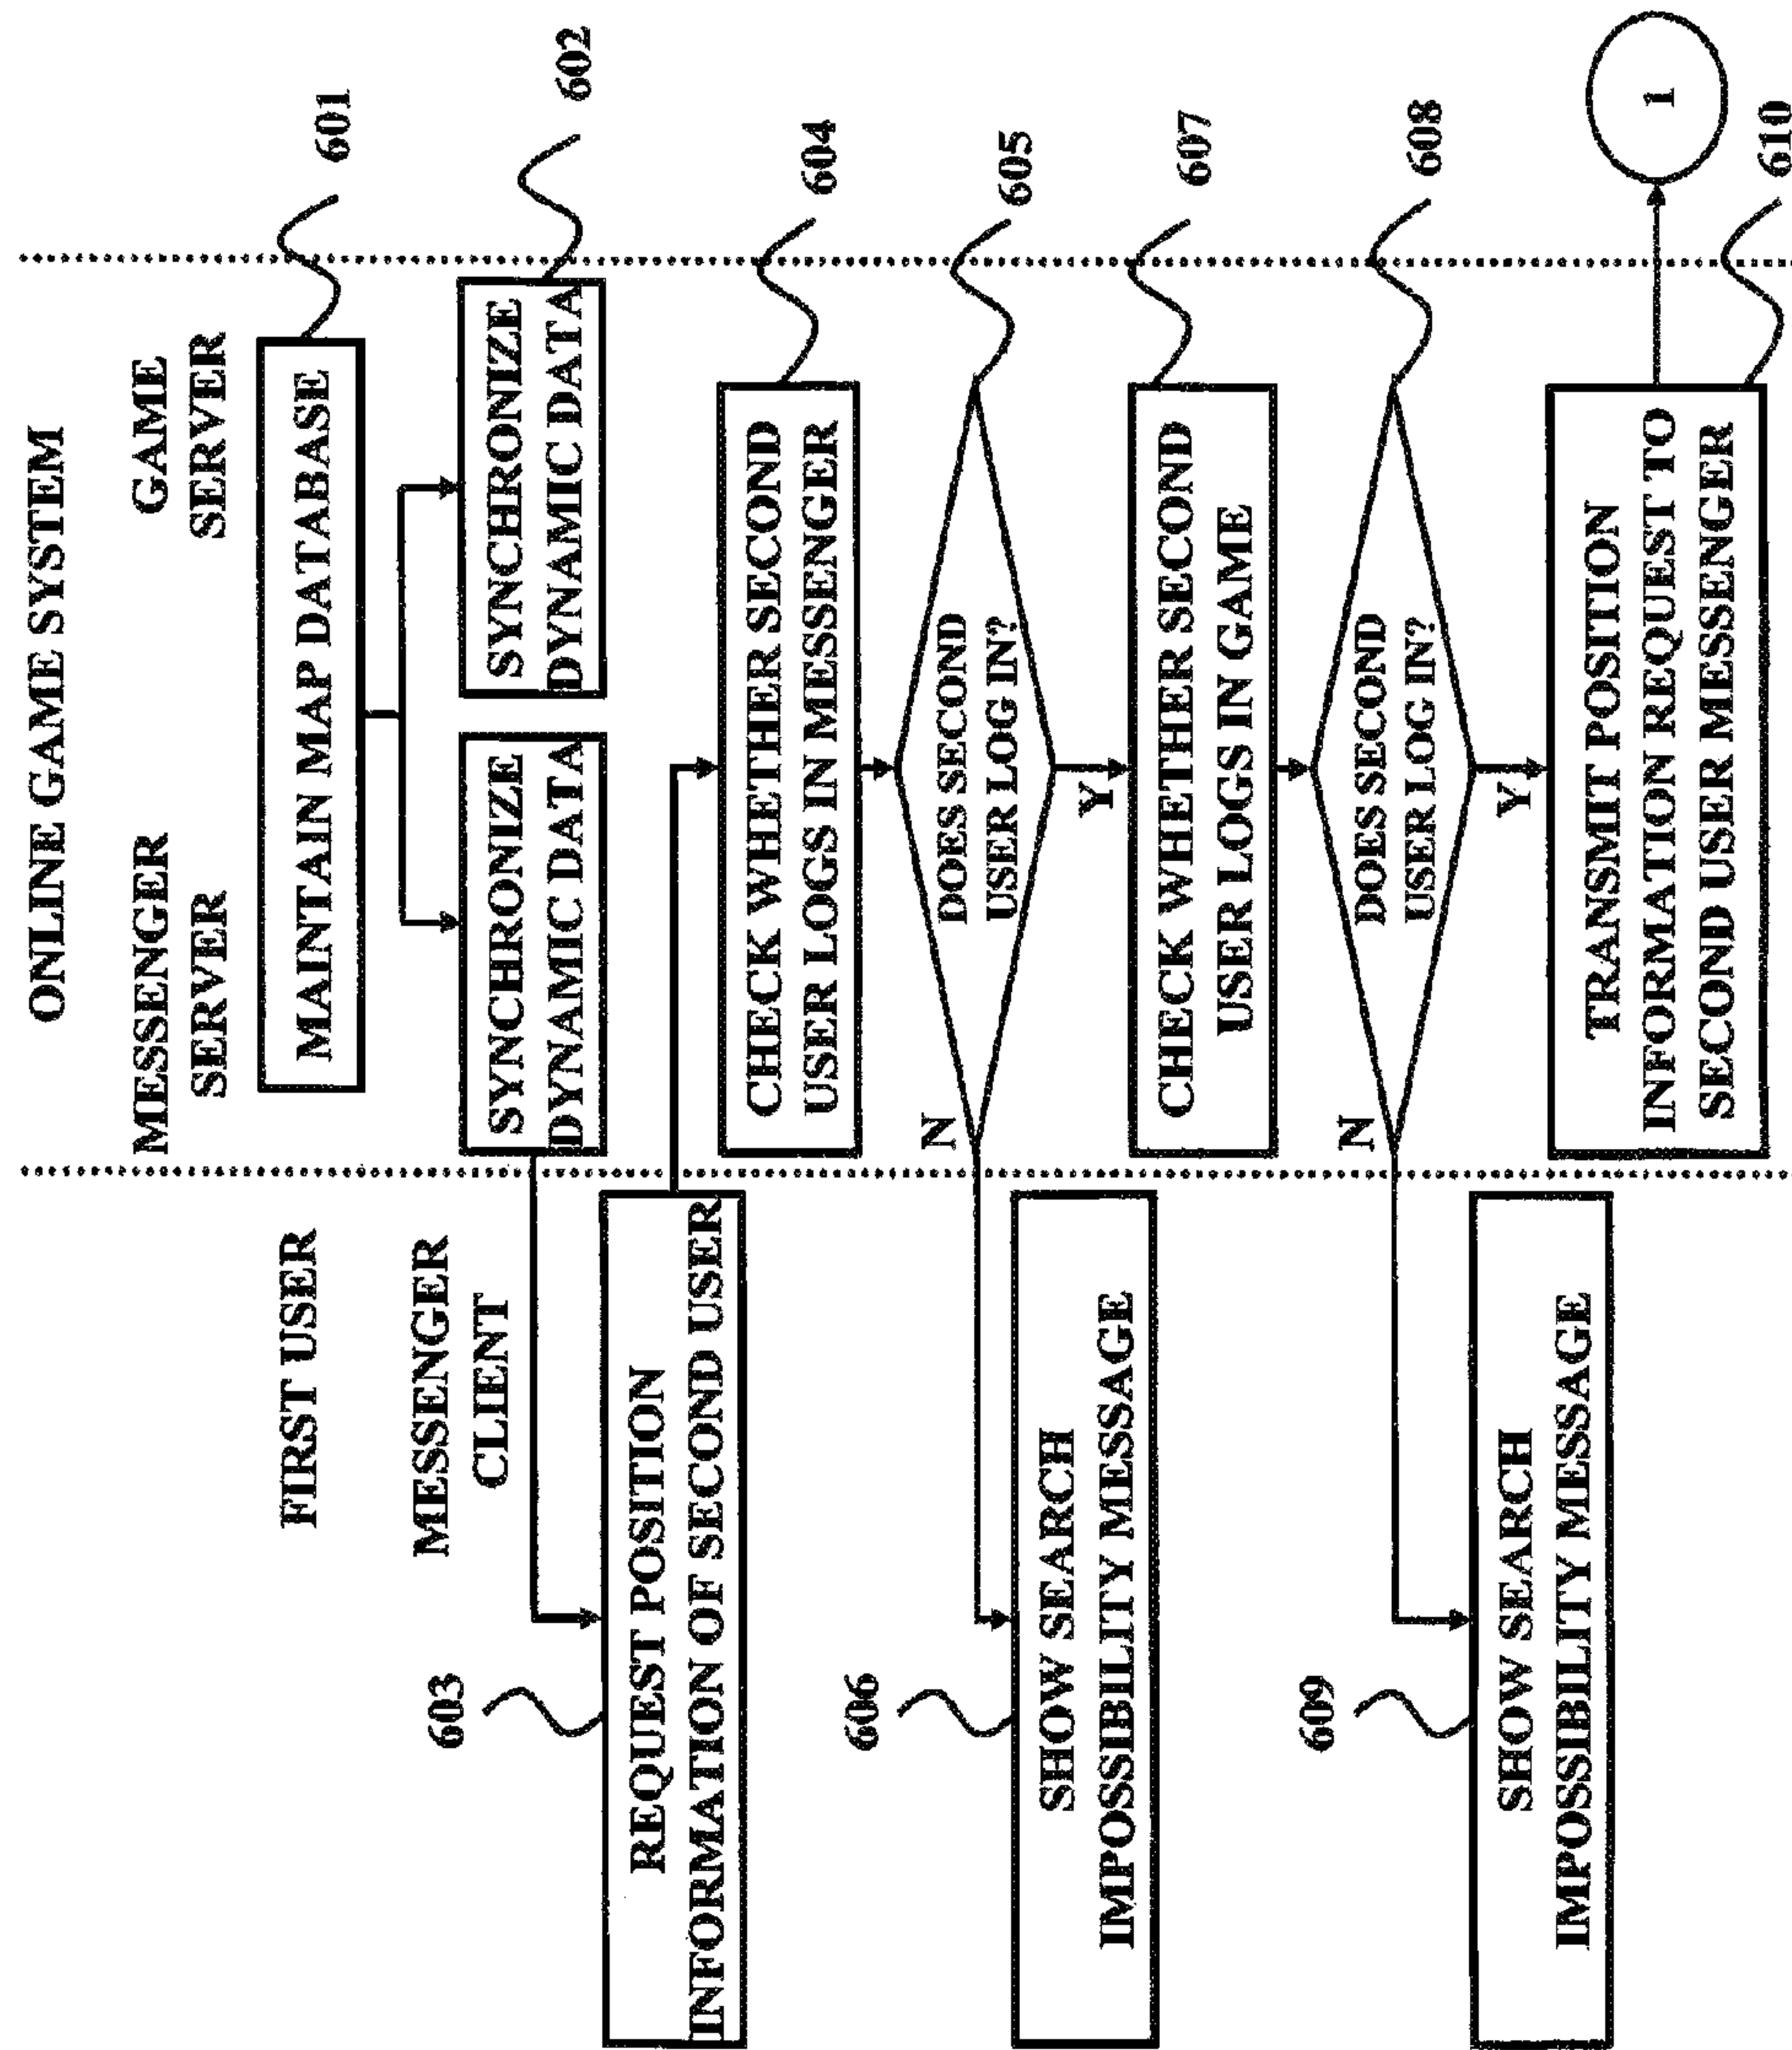 ONLINE GAME SYSTEM
FIRST USER
MESSENGER
SERVER
GAME
SERVER
MESSENGER
CLIENT
MAINTAIN MAP DATABASE
601
SYNCHRONIZE
DYNAMIC DATA
SYNCHRONIZE
DYNAMIC DATA
602
603
REQUEST POSITION
INFORMATION OF SECOND USER
CHECK WHETHER SECOND
USER LOGS IN MESSENGER
604
DOES SECOND
USER LOG IN?
605
N
Y
606
SHOW SEARCH
IMPOSSIBILITY MESSAGE
CHECK WHETHER SECOND
USER LOGS IN GAME
607
DOES SECOND
USER LOG IN?
608
N
Y
609
SHOW SEARCH
IMPOSSIBILITY MESSAGE
TRANSMIT POSITION
INFORMATION REQUEST TO
SECOND USER MESSENGER
1
610